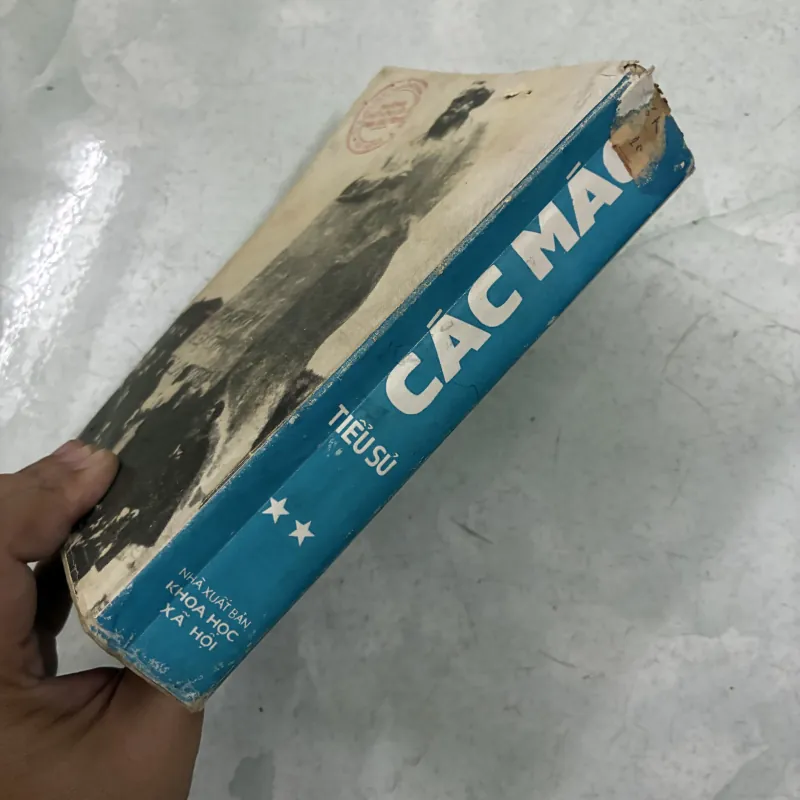 CÁC MÁC
TIỂU SỬ
NHÀ XUẤT BẢN
KHOA HỌC
XÃ HỘI